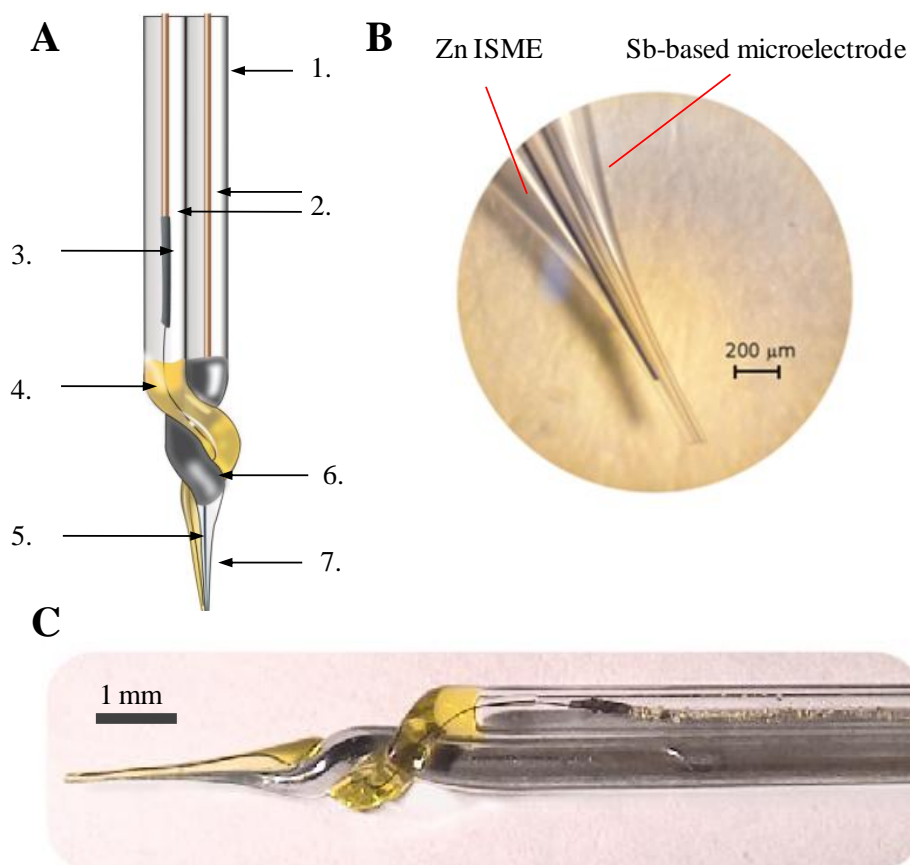 A
1.
2.
3.
4.
6.
5.
7.
B
Zn ISME
Sb-based microelectrode
200 μm
C
1 mm